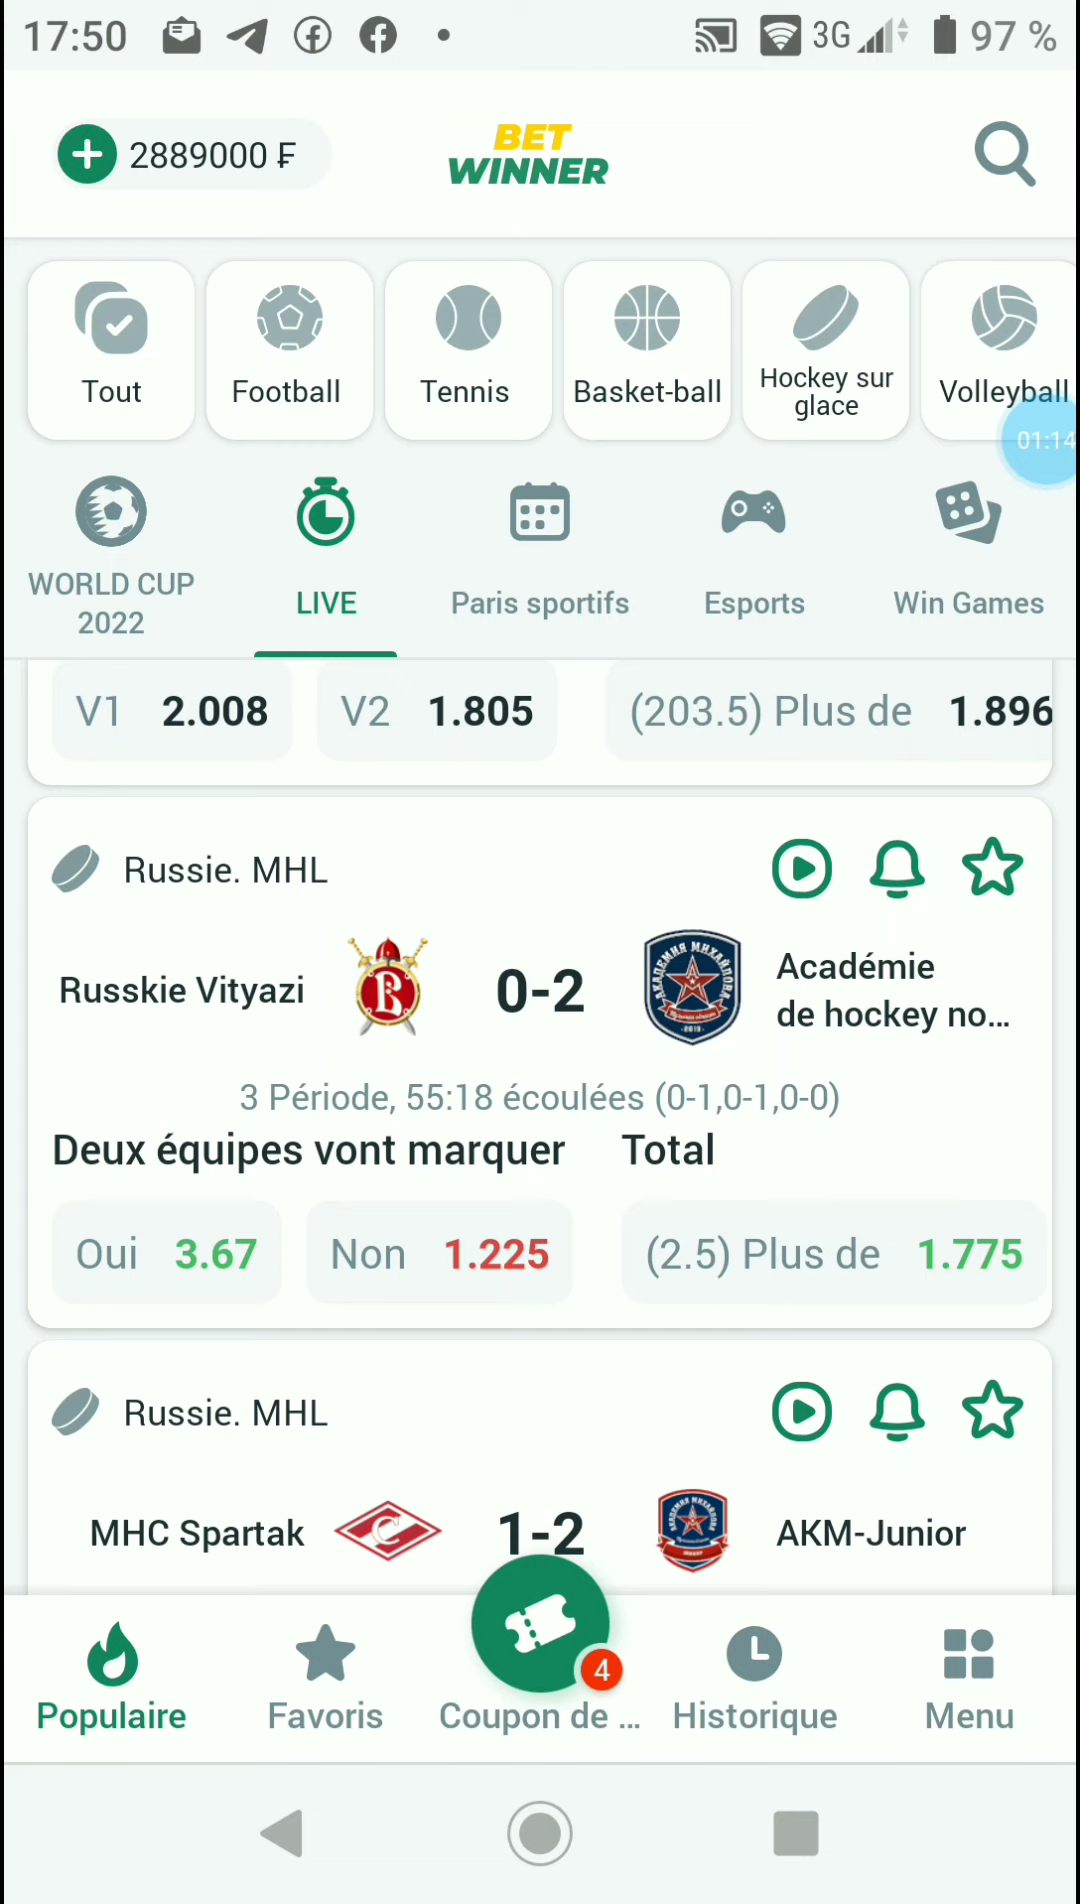 17:50
3G
97 %
2889000 ₣
BET
WINNER
Tout
Football
Tennis
Basket-ball
Hockey sur
glace
Volleyball
01:14
WORLD CUP
2022
LIVE
Paris sportifs
Esports
Win Games
V1 2.008
V2 1.805
(203.5) Plus de 1.896
Russie. MHL
Russkie Vityazi
0-2
АКАДЕМИЯ МИХАЙЛОВА
Académie
de hockey no...
3 Période, 55:18 écoulées (0-1,0-1,0-0)
Deux équipes vont marquer
Total
Oui 3.67
Non 1.225
(2.5) Plus de 1.775
Russie. MHL
MHC Spartak
1-2
AKM-Junior
4
Populaire
Favoris
Coupon de ...
Historique
Menu